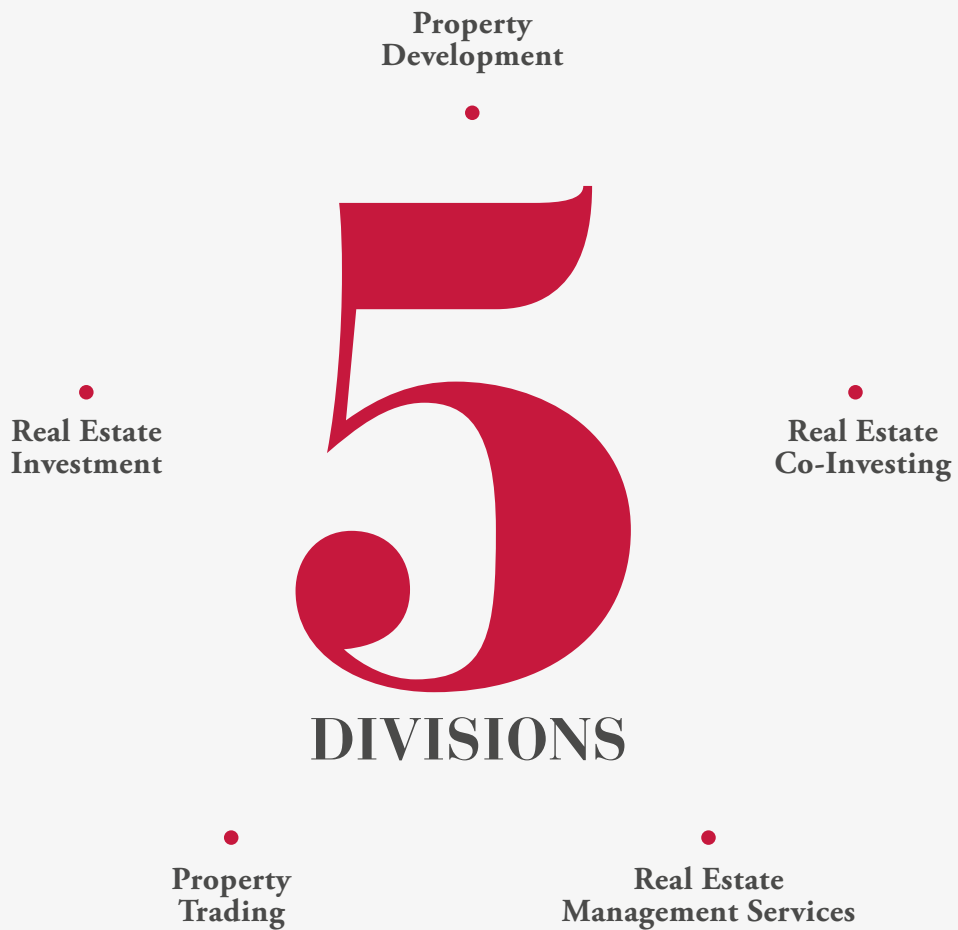 Property
Development
5
Real Estate
Investment
Real Estate
Co-Investing
DIVISIONS
Property
Trading
Real Estate
Management Services